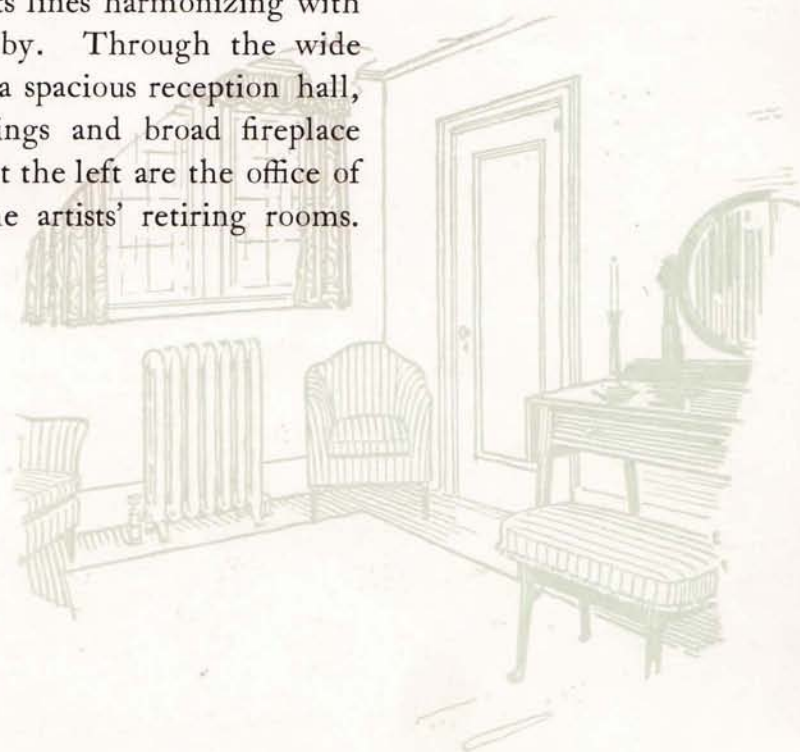 lines harmonizing with
by. Through the wide
a spacious reception hall,
ings and broad fireplace
t the left are the office of
e artists' retiring rooms.